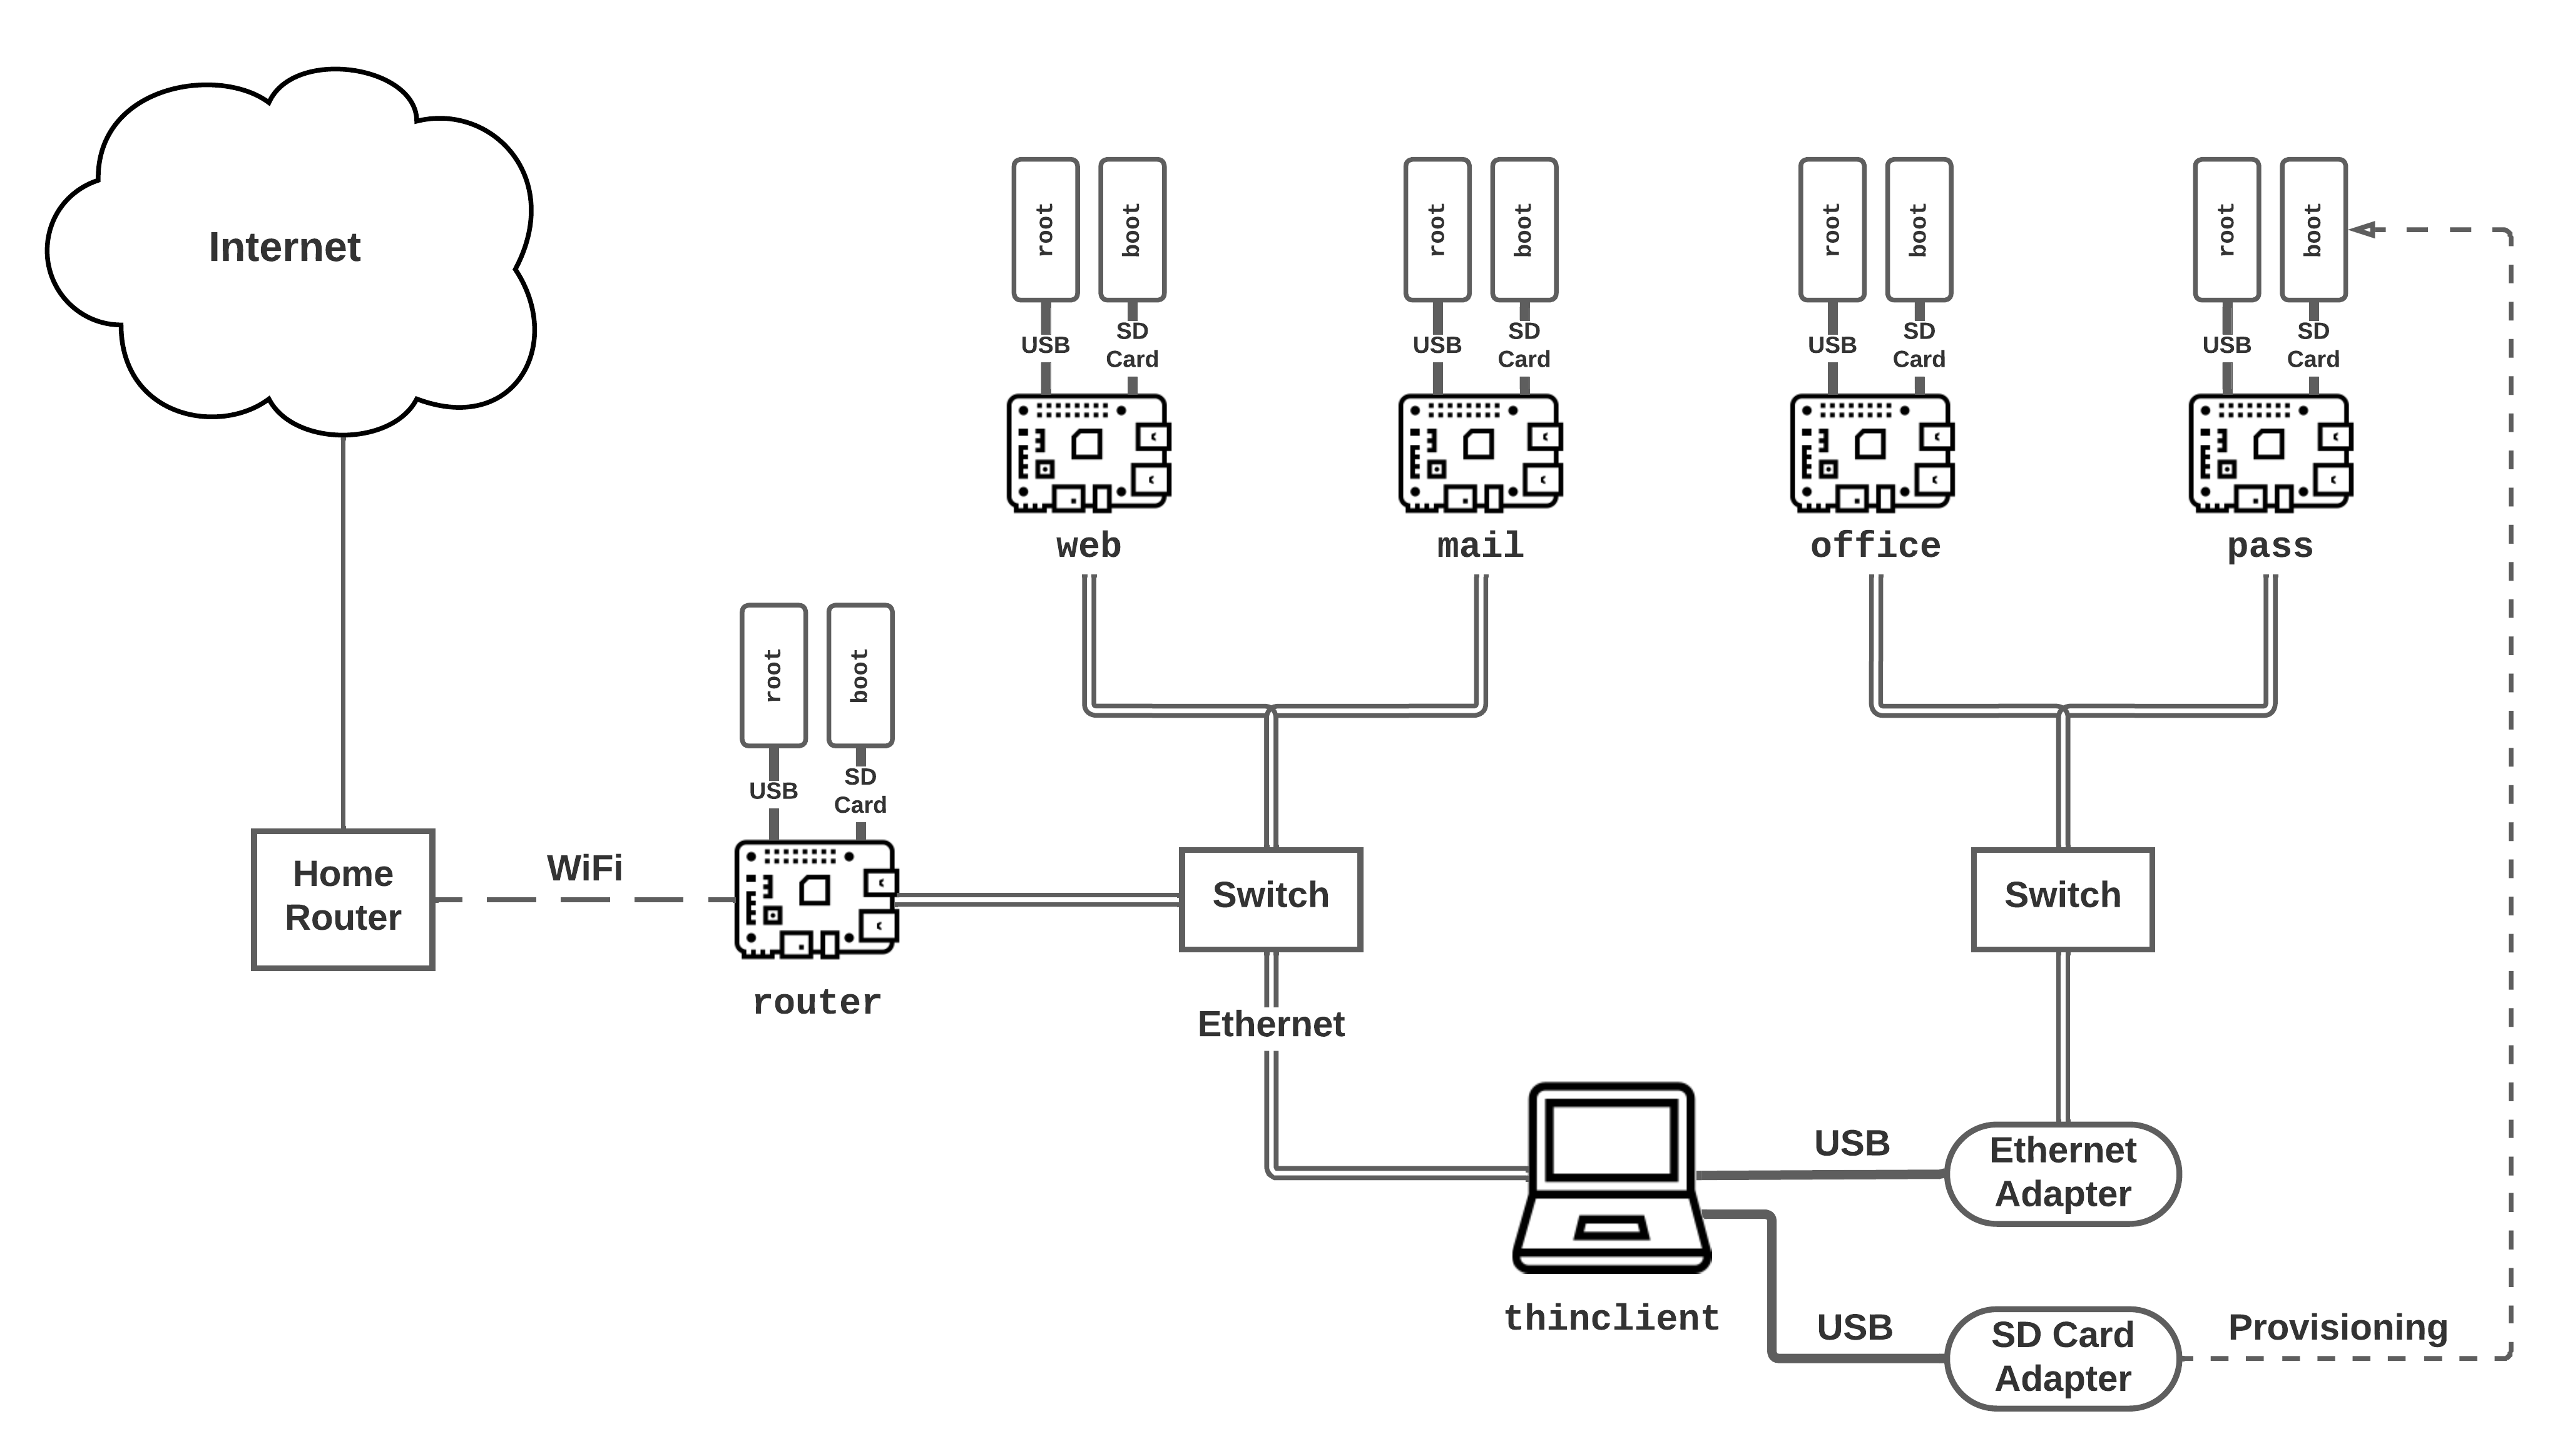 Internet
root
boot
root
boot
root
boot
root
boot
USB
SD
Card
USB
SD
Card
USB
SD
Card
USB
SD
Card
web
mail
office
pass
root
boot
USB
SD
Card
Home
Router
WiFi
router
Switch
Switch
Ethernet
thinclient
USB
Ethernet
Adapter
USB
SD Card
Adapter
Provisioning